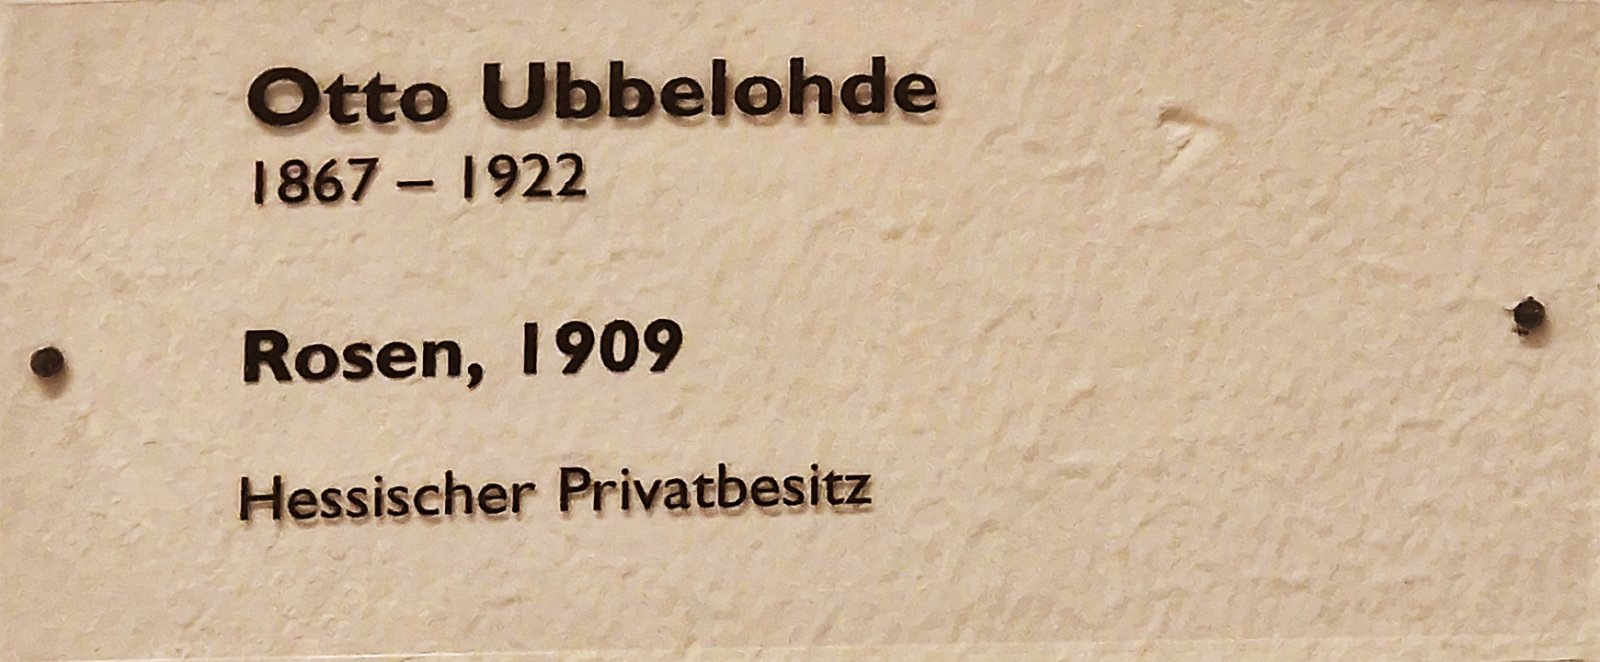 Otto Ubbelohde
1867 – 1922
Rosen, 1909
Hessischer Privatbesitz